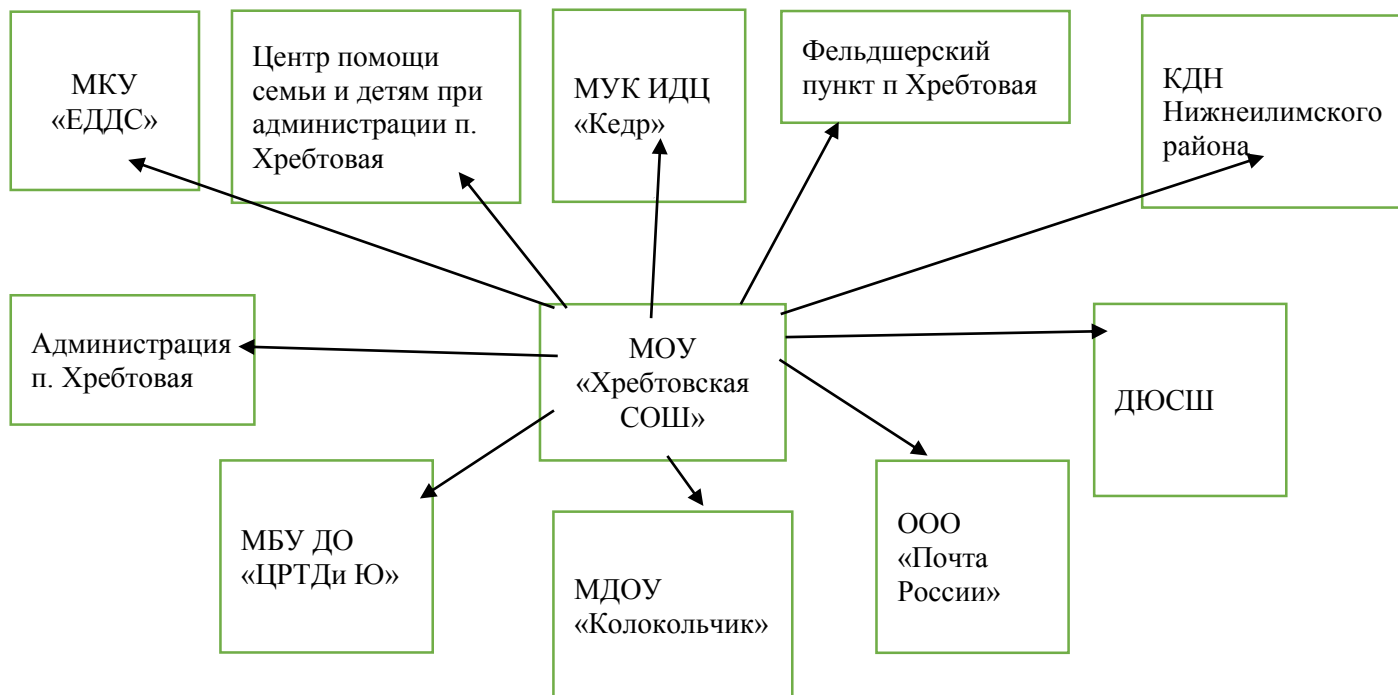 МКУ
«ЕДДС»
Центр помощи
семьи и детям при
администрации п.
Хребтовая
МУК ИДЦ
«Кедр»
Фельдшерский
пункт п Хребтовая
КДН
Нижнеилимского
района
Администрация
п. Хребтовая
МОУ
«Хребтовская
СОШ»
ДЮСШ
МБУ ДО
«ЦРТДи Ю»
МДОУ
«Колокольчик»
ООО
«Почта
России»